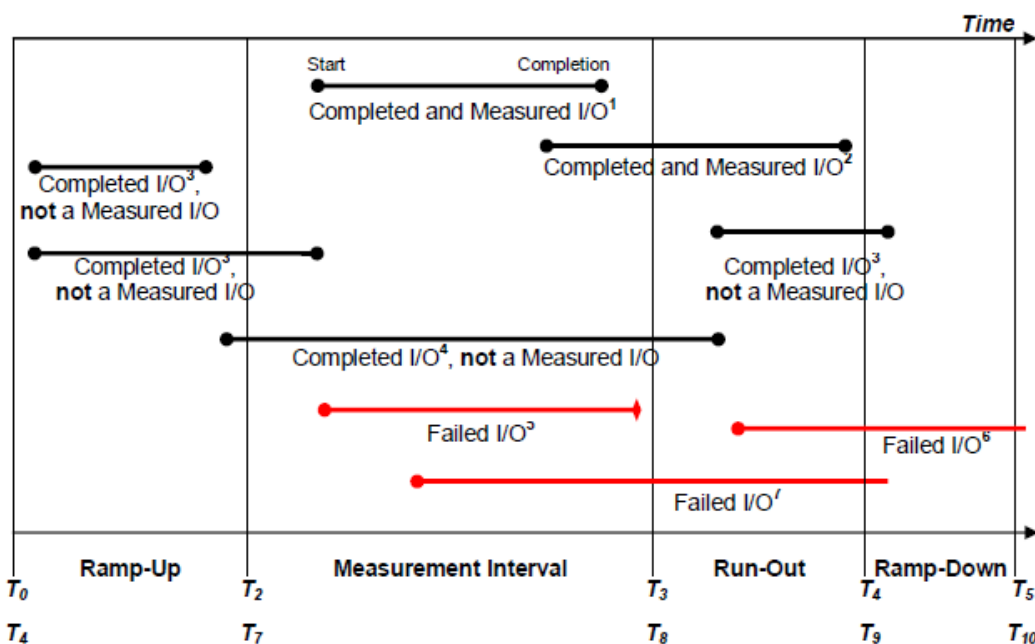 Time
Start Completion
Completed and Measured I/O¹
Completed and Measured I/O²
Completed I/O³,
not a Measured I/O
Completed I/O³,
not a Measured I/O
Completed I/O³,
not a Measured I/O
Completed I/O⁴, not a Measured I/O
Failed I/O⁵
Failed I/O⁶
Failed I/O⁷
Ramp-Up Measurement Interval Run-Out Ramp-Down
T₀ T₂ T₃ T₄ T₅
T₄ T₇ T₈ T₉ T₁₀